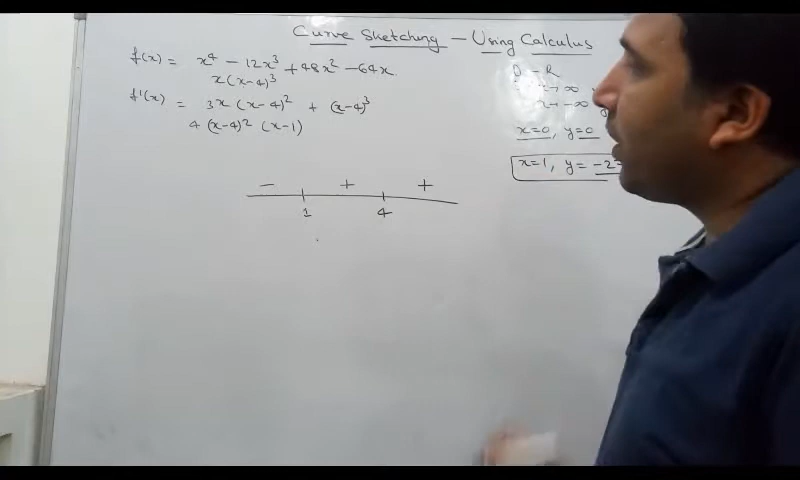 Curve Sketching – Using Calculus
f(x) = x⁴ – 12x³ + 48x² – 64x
x(x-4)³
f'(x) = 3x(x-4)² + (x-4)³
4(x-4)²(x-1)
D – R
x→∞
x→-∞
x=0, y=0
x=1, y=-2
– + +
1 4